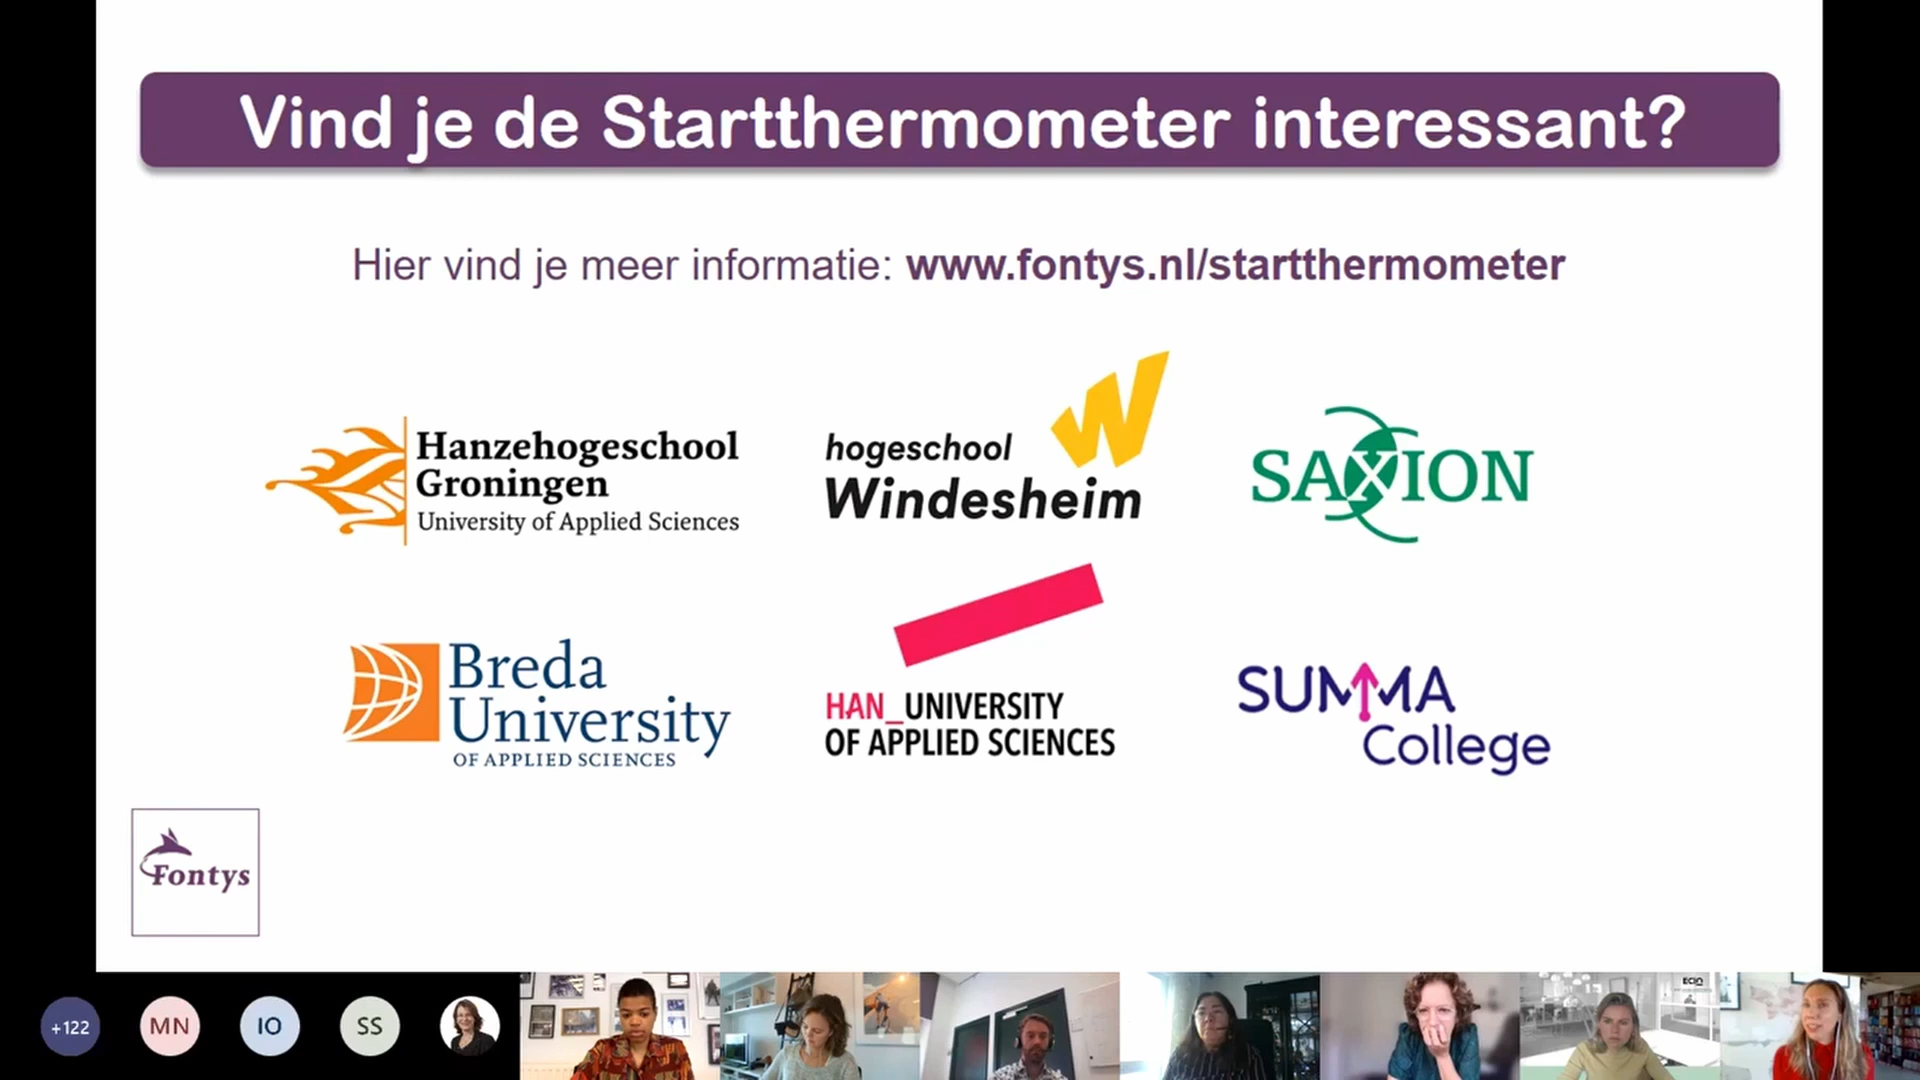 Vind je de Startthermometer interessant?
Hier vind je meer informatie: www.fontys.nl/startthermometer
Hanzehogeschool
Groningen
University of Applied Sciences
hogeschool
Windesheim
SAXION
Breda
University
OF APPLIED SCIENCES
HAN_UNIVERSITY
OF APPLIED SCIENCES
SUMMA
College
Fontys
+122
MN
IO
SS
ECIO